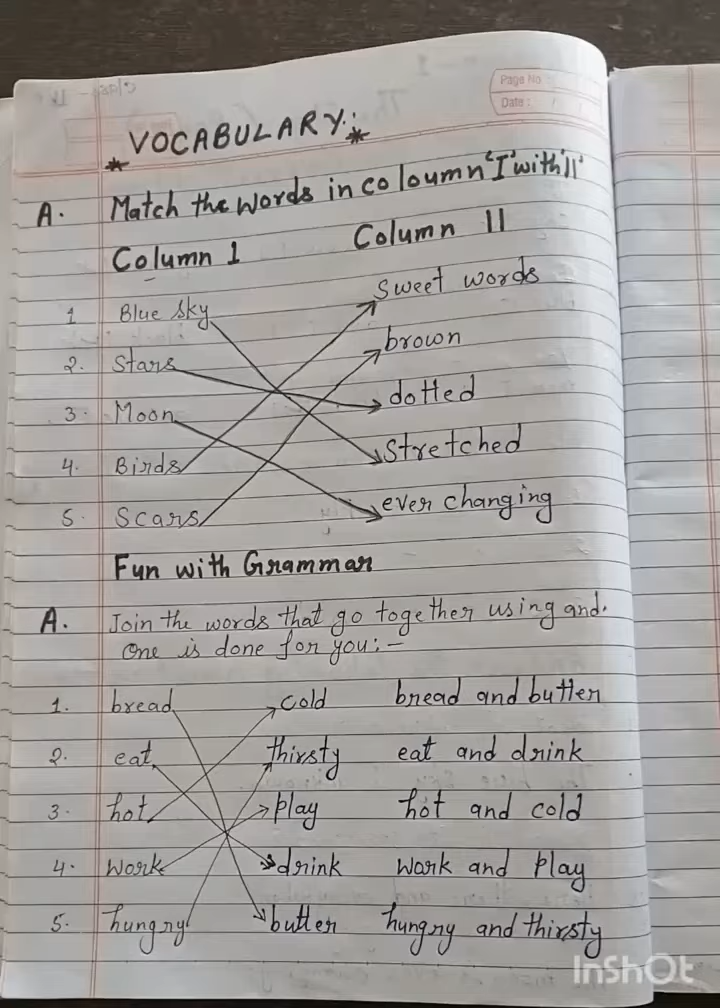 Page No
Date: / /
* VOCABULARY:- *
A. Match the words in coloumn 'I' with 'II'
Column 1 Column II
1 Blue sky Sweet words
2. Stars brown
3. Moon dotted
4. Birds Stretched
5. Scars ever changing
Fun with Grammar
A. Join the words that go together using and.
One is done for you:-
1. bread cold bread and butter
2. eat thirsty eat and drink
3. hot play hot and cold
4. work drink work and play
5. hungry butter hungry and thirsty
InShOt